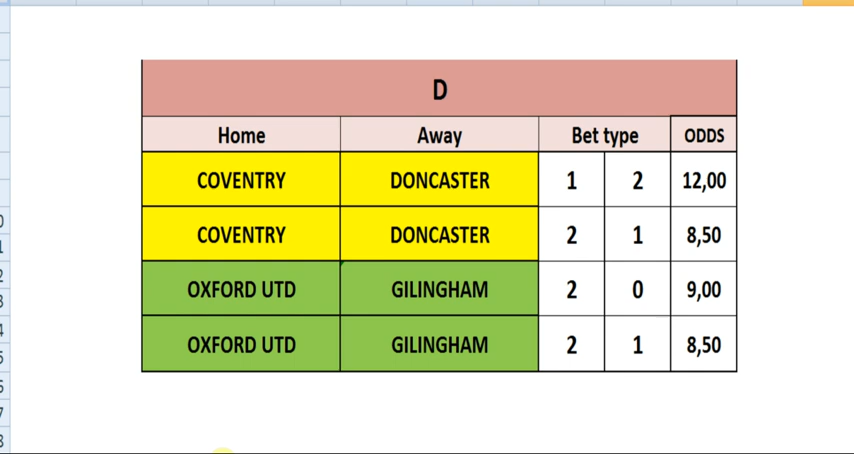 D
Home Away Bet type ODDS
COVENTRY DONCASTER 1 2 12,00
COVENTRY DONCASTER 2 1 8,50
OXFORD UTD GILINGHAM 2 0 9,00
OXFORD UTD GILINGHAM 2 1 8,50